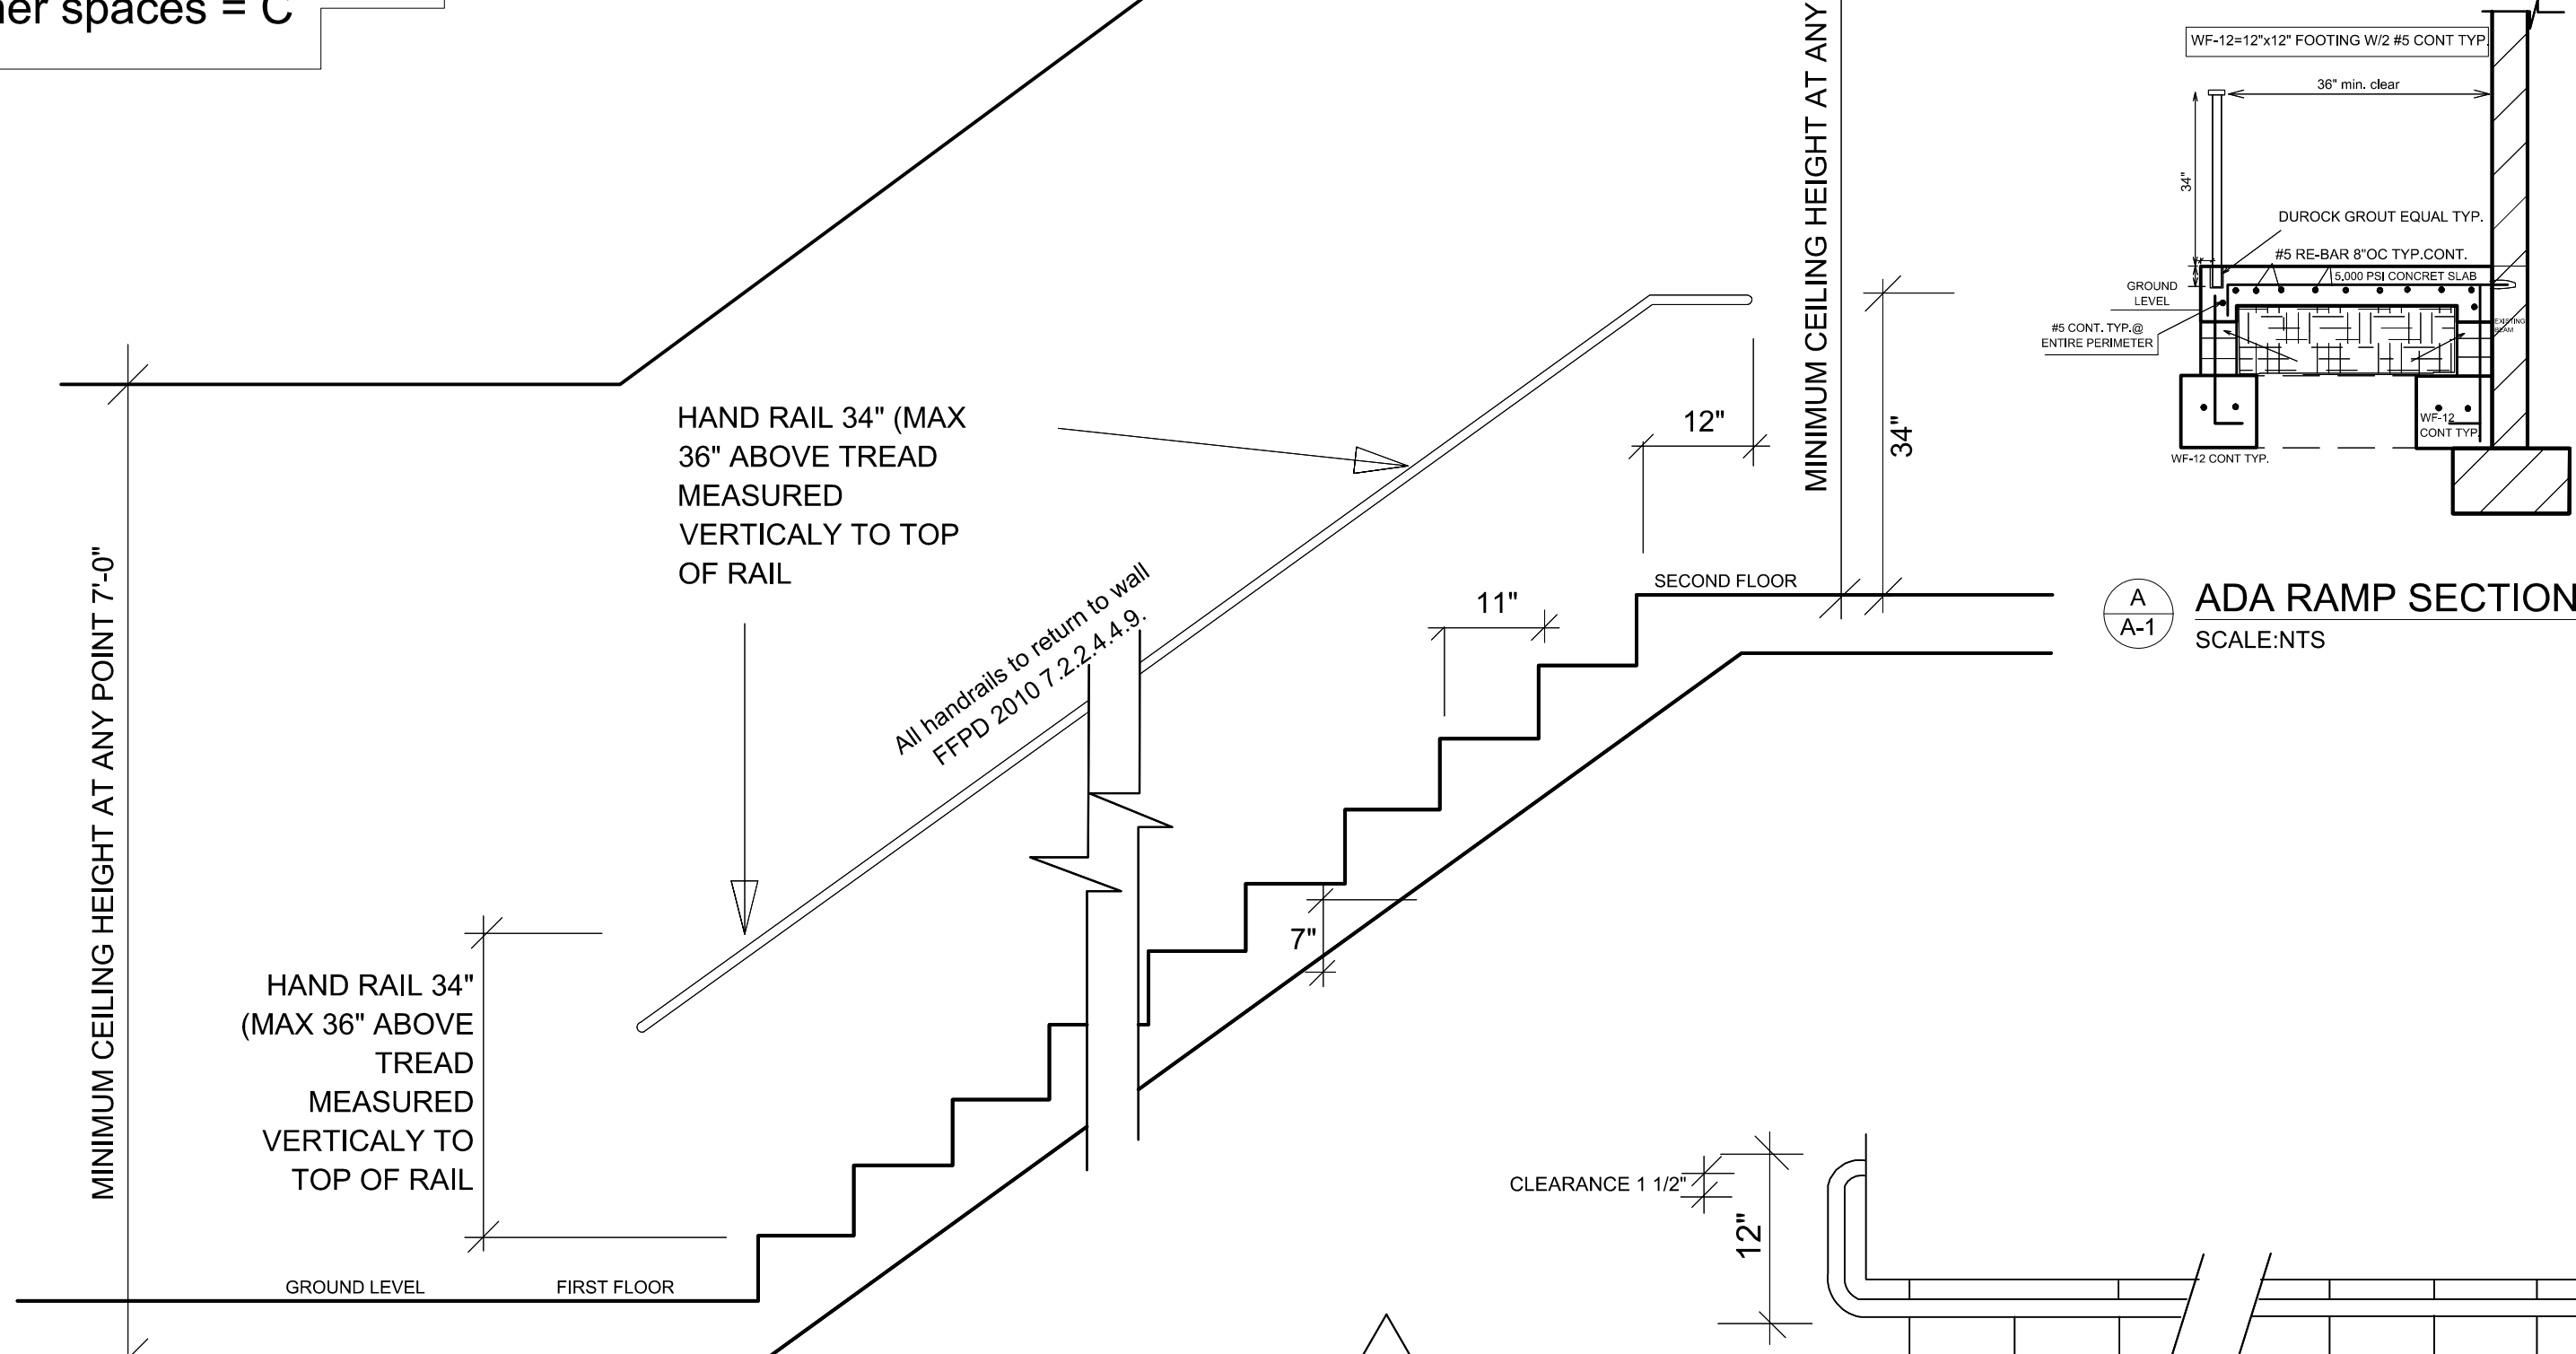 ner spaces = C
WF-12=12"x12" FOOTING W/2 #5 CONT TYP.
36" min. clear
34"
DUROCK GROUT EQUAL TYP.
#5 RE-BAR 8"OC TYP.CONT.
5,000 PSI CONCRET SLAB
GROUND
LEVEL
#5 CONT. TYP.@
ENTIRE PERIMETER
EXISTING
BEAM
WF-12
CONT TYP.
WF-12 CONT TYP.
A
A-1
ADA RAMP SECTION
SCALE:NTS
MINIMUM CEILING HEIGHT AT ANY
34"
12"
HAND RAIL 34" (MAX
36" ABOVE TREAD
MEASURED
VERTICALY TO TOP
OF RAIL
All handrails to return to wall
FFPD 2010 7.2.2.4.4.9.
SECOND FLOOR
11"
7"
MINIMUM CEILING HEIGHT AT ANY POINT 7'-0"
HAND RAIL 34"
(MAX 36" ABOVE
TREAD
MEASURED
VERTICALY TO
TOP OF RAIL
GROUND LEVEL
FIRST FLOOR
CLEARANCE 1 1/2"
12"